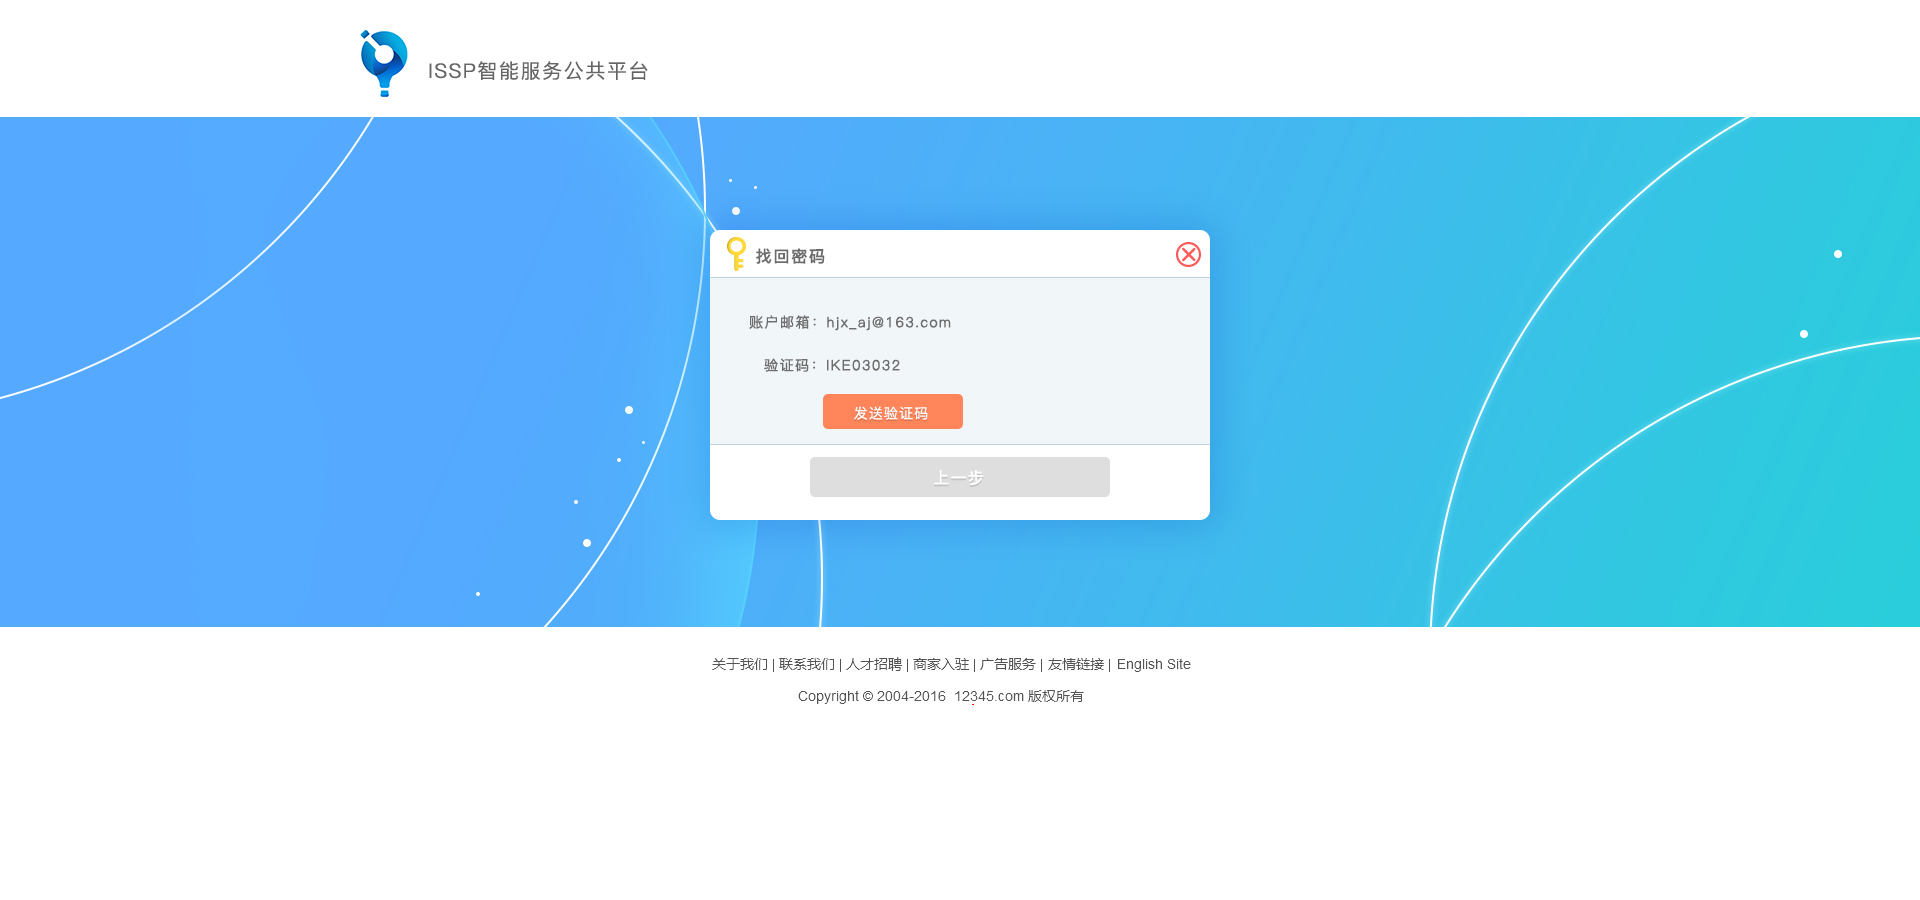 ISSP智能服务公共平台
找回密码
账户邮箱：hjx_aj@163.com
验证码：IKE03032
发送验证码
上一步
关于我们 | 联系我们 | 人才招聘 | 商家入驻 | 广告服务 | 友情链接 | English Site
Copyright © 2004-2016  12345.com 版权所有